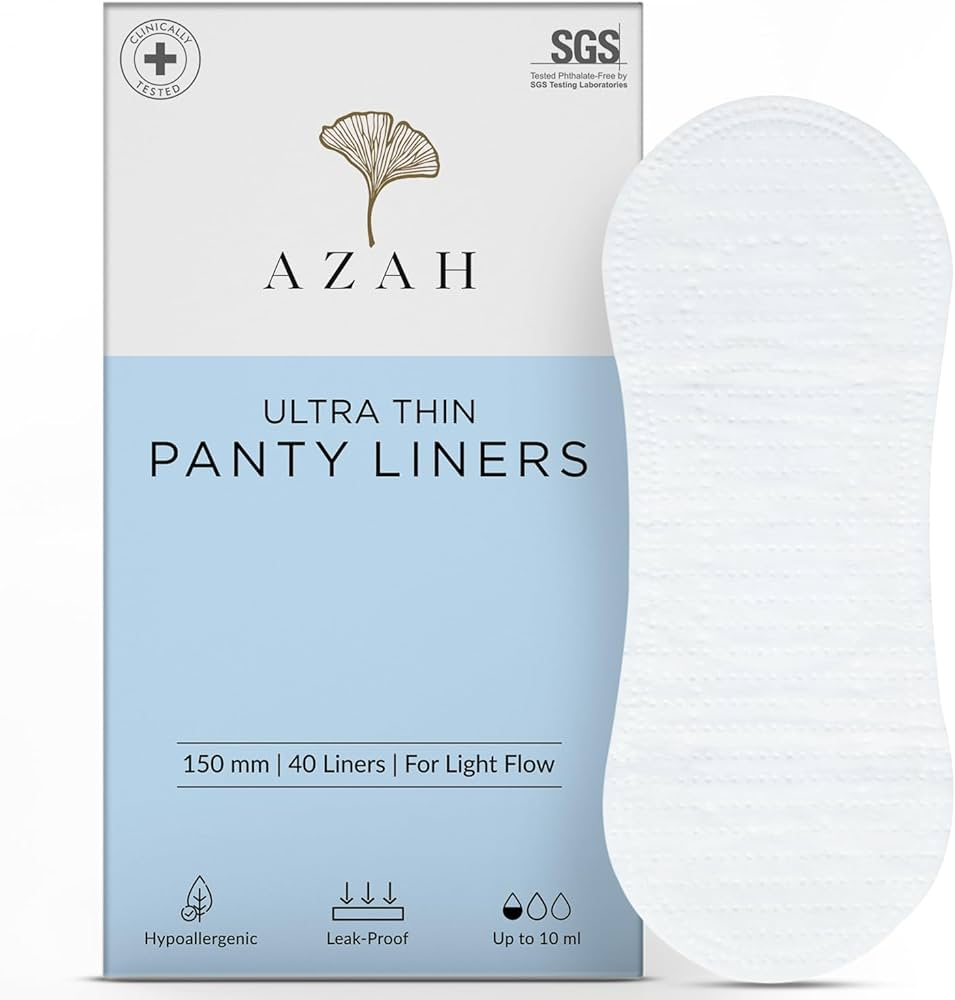 CLINICALLY
TESTED
SGS
Tested Phthalate-Free by
SGS Testing Laboratories
AZAH
ULTRA THIN
PANTY LINERS
150 mm | 40 Liners | For Light Flow
Hypoallergenic
Leak-Proof
Up to 10 ml